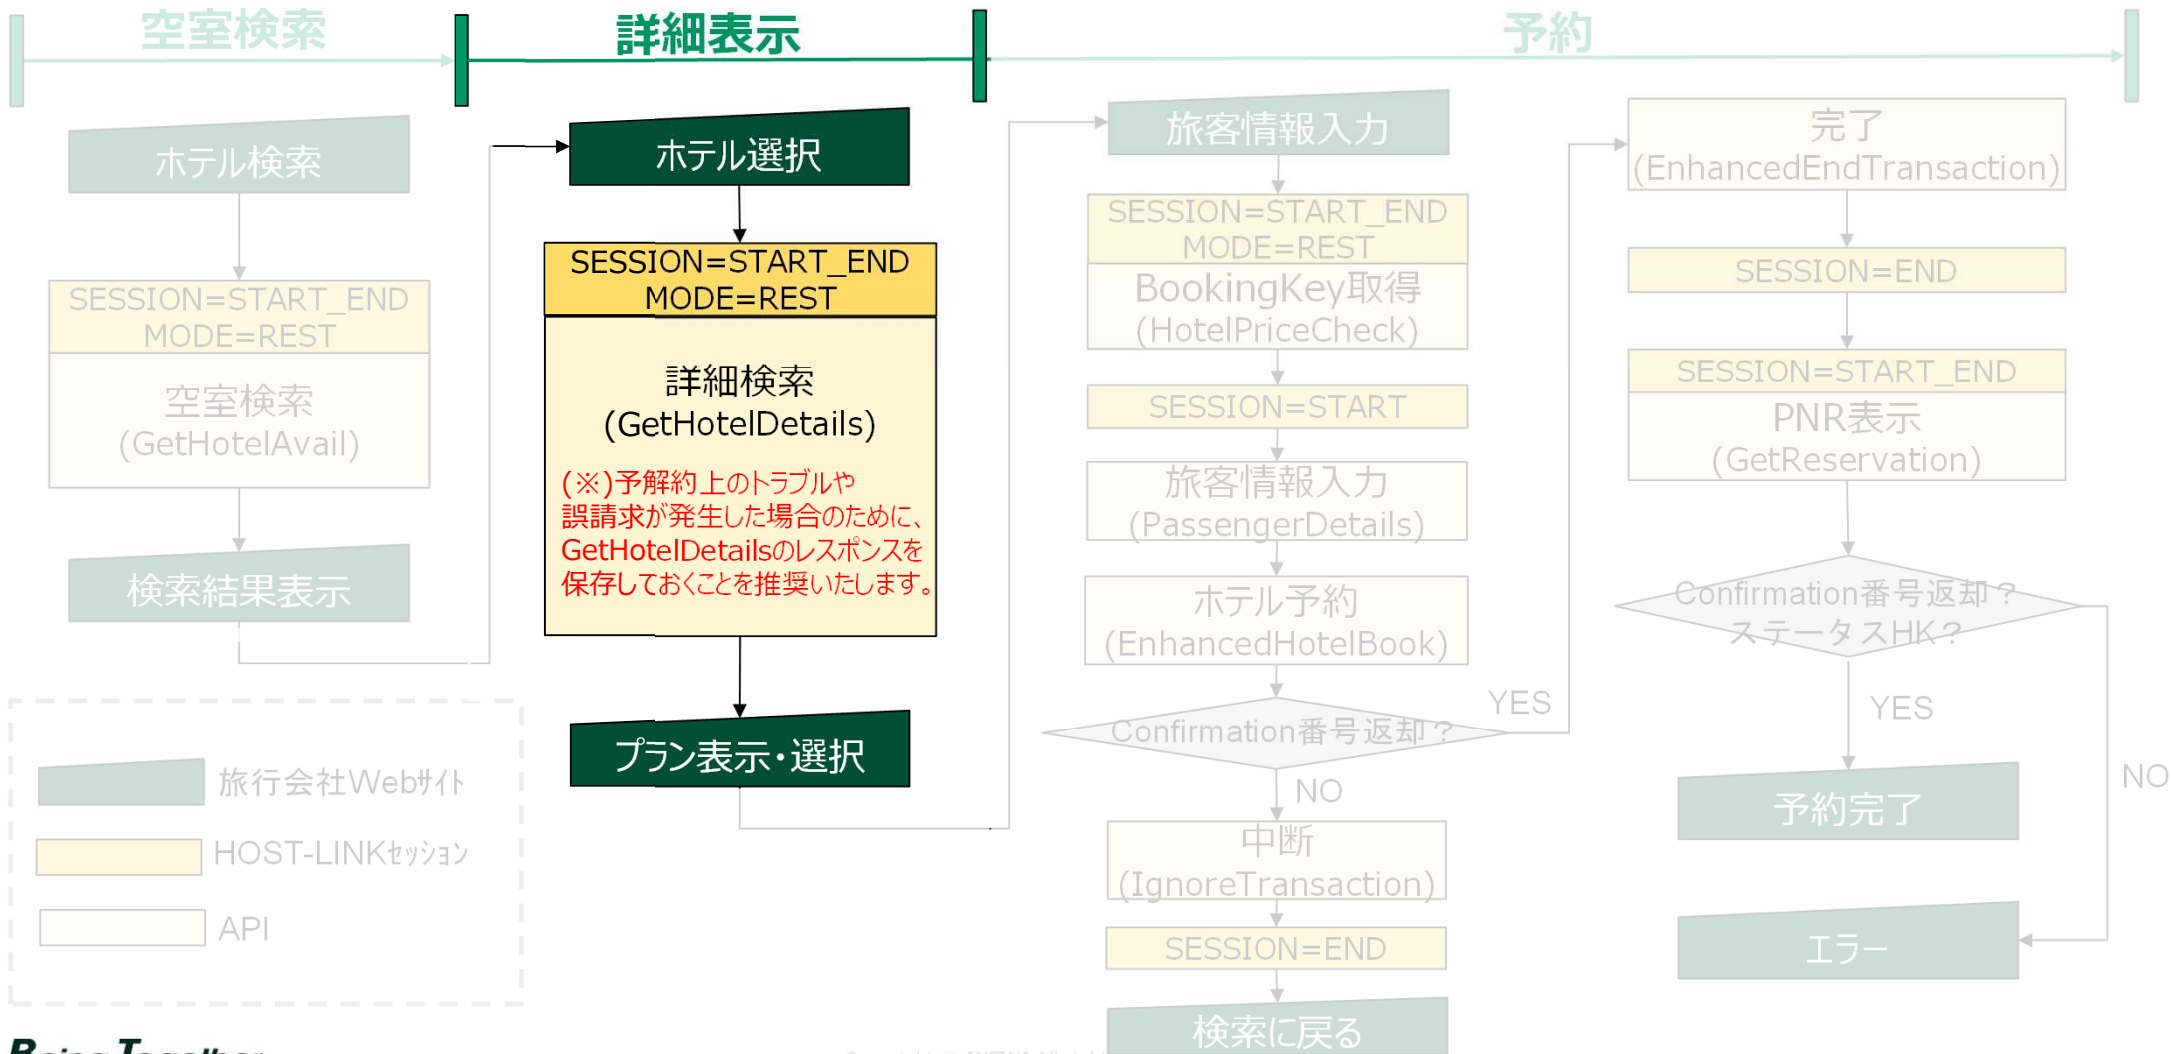 空室検索
詳細表示
予約
ホテル検索
SESSION=START_END
MODE=REST
空室検索
(GetHotelAvail)
検索結果表示
ホテル選択
SESSION=START_END
MODE=REST
詳細検索
(GetHotelDetails)
(※)予解約上のトラブルや
誤請求が発生した場合のために、
GetHotelDetailsのレスポンスを
保存しておくことを推奨いたします。
プラン表示・選択
旅客情報入力
SESSION=START_END
MODE=REST
BookingKey取得
(HotelPriceCheck)
SESSION=START
旅客情報入力
(PassengerDetails)
ホテル予約
(EnhancedHotelBook)
Confirmation番号返却？
YES
NO
中断
(IgnoreTransaction)
SESSION=END
検索に戻る
完了
(EnhancedEndTransaction)
SESSION=END
SESSION=START_END
PNR表示
(GetReservation)
Confirmation番号返却？
ステータスHK？
YES
NO
予約完了
エラー
旅行会社Webｻｲﾄ
HOST-LINKｾｯｼｮﾝ
API
Being Together